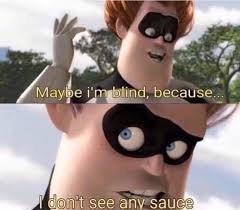 Maybe i'm blind, because...
I don't see any sauce